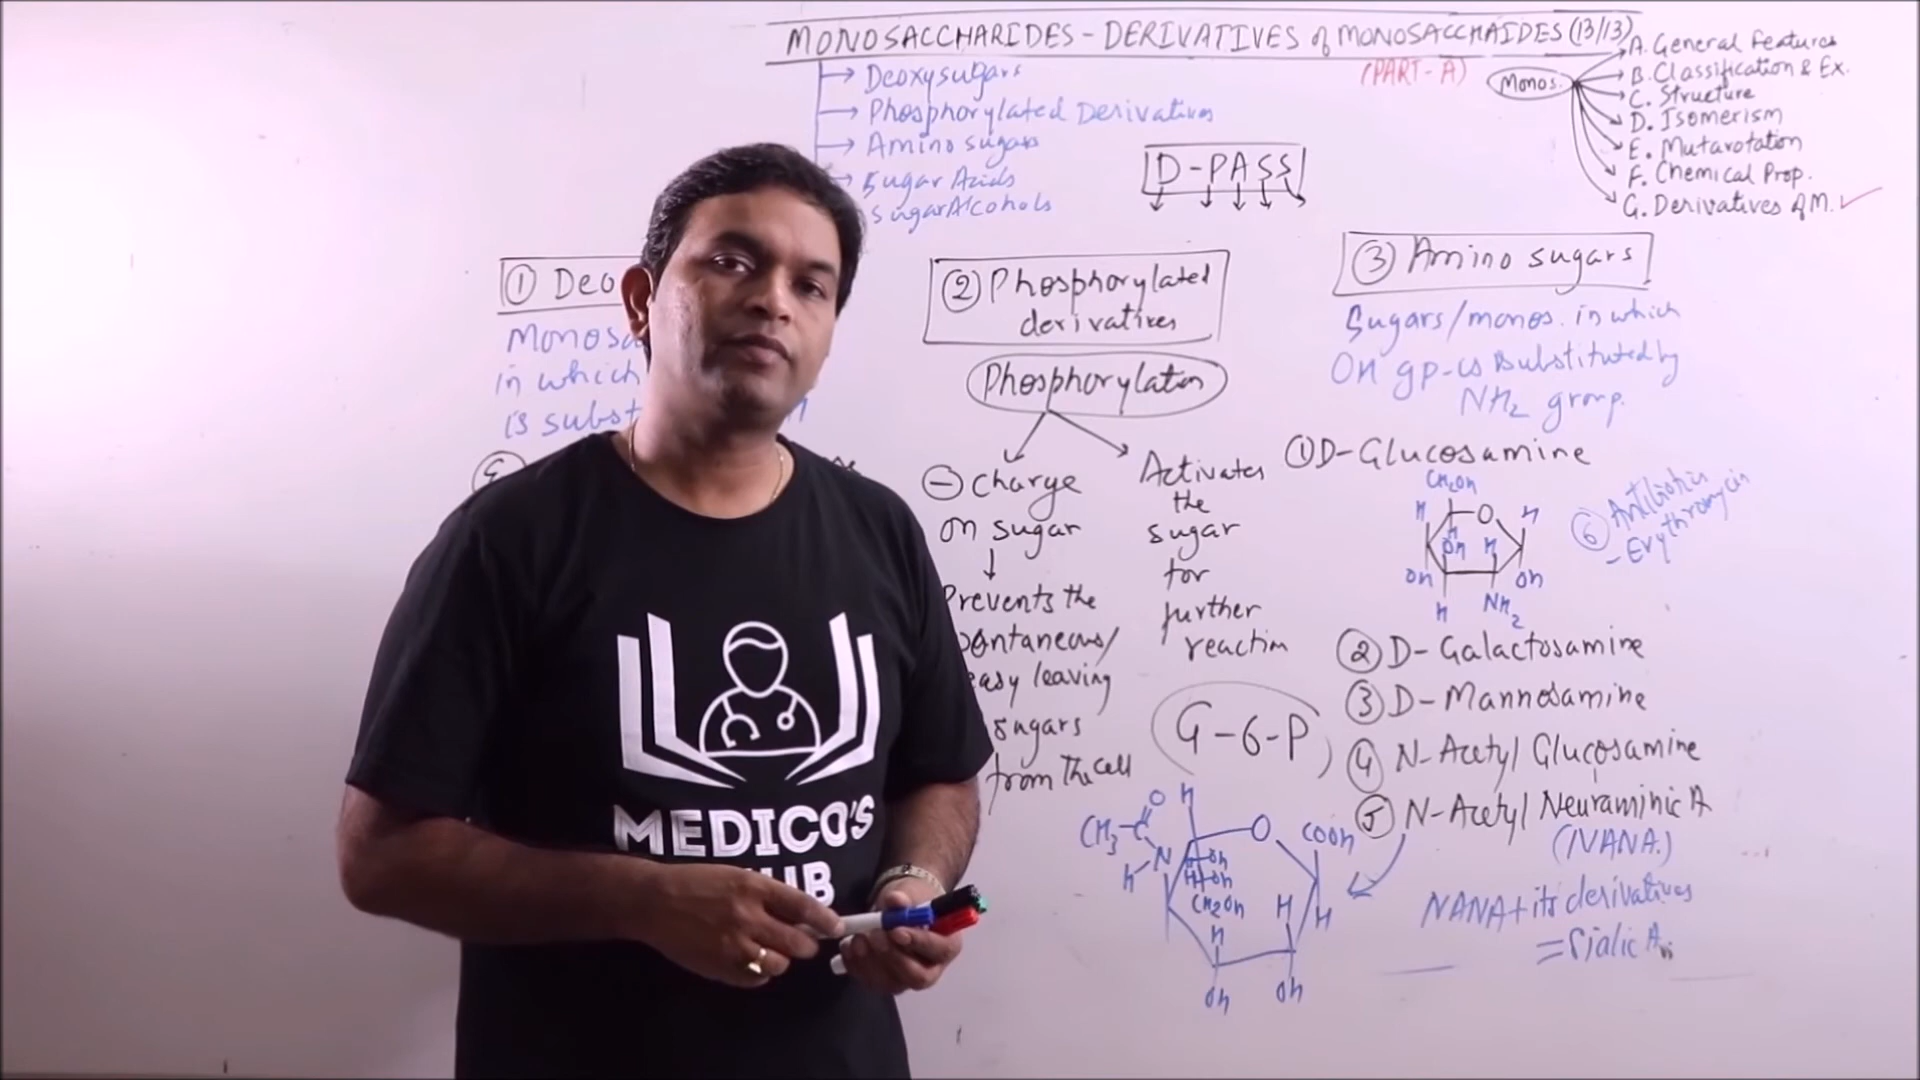 MONOSACCHARIDES - DERIVATIVES of MONOSACCHAIDES (13/13)
(PART-A)
→ Deoxysugars
→ Phosphorylated Derivatives
→ Amino sugars
→ Sugar Acids
Sugar Alcohols
D-PASS
Monos.
A. General Features
B. Classification & Ex.
C. Structure
D. Isomerism
E. Mutarotation
F. Chemical Prop.
G. Derivatives of M. ✓
① Deo
Monosa
in which
is subst
② Phosphorylated
derivatives
Phosphorylation
⊖ charge
on sugar
↓
Prevents the
pontaneous/
easy leaving
sugars
from the cell
Activates
the
sugar
for
further
reaction
G-6-P
③ Amino sugars
Sugars/monos. in which
OH gp-is substituted by
NH2 group.
① D-Glucosamine
CH2OH
H O H
H
OH H
OH OH
H NH2
⑥ Antibiotics
- Erythromycin
② D-Galactosamine
③ D-Mannosamine
④ N-Acetyl Glucosamine
⑤ N-Acetyl Neuraminic A
(NANA)
NANA + its derivatives
= Sialic A
O H
CH3-C O COOH
N OH
H H OH
CH2OH H H
H
OH OH
MEDICO'S
HUB